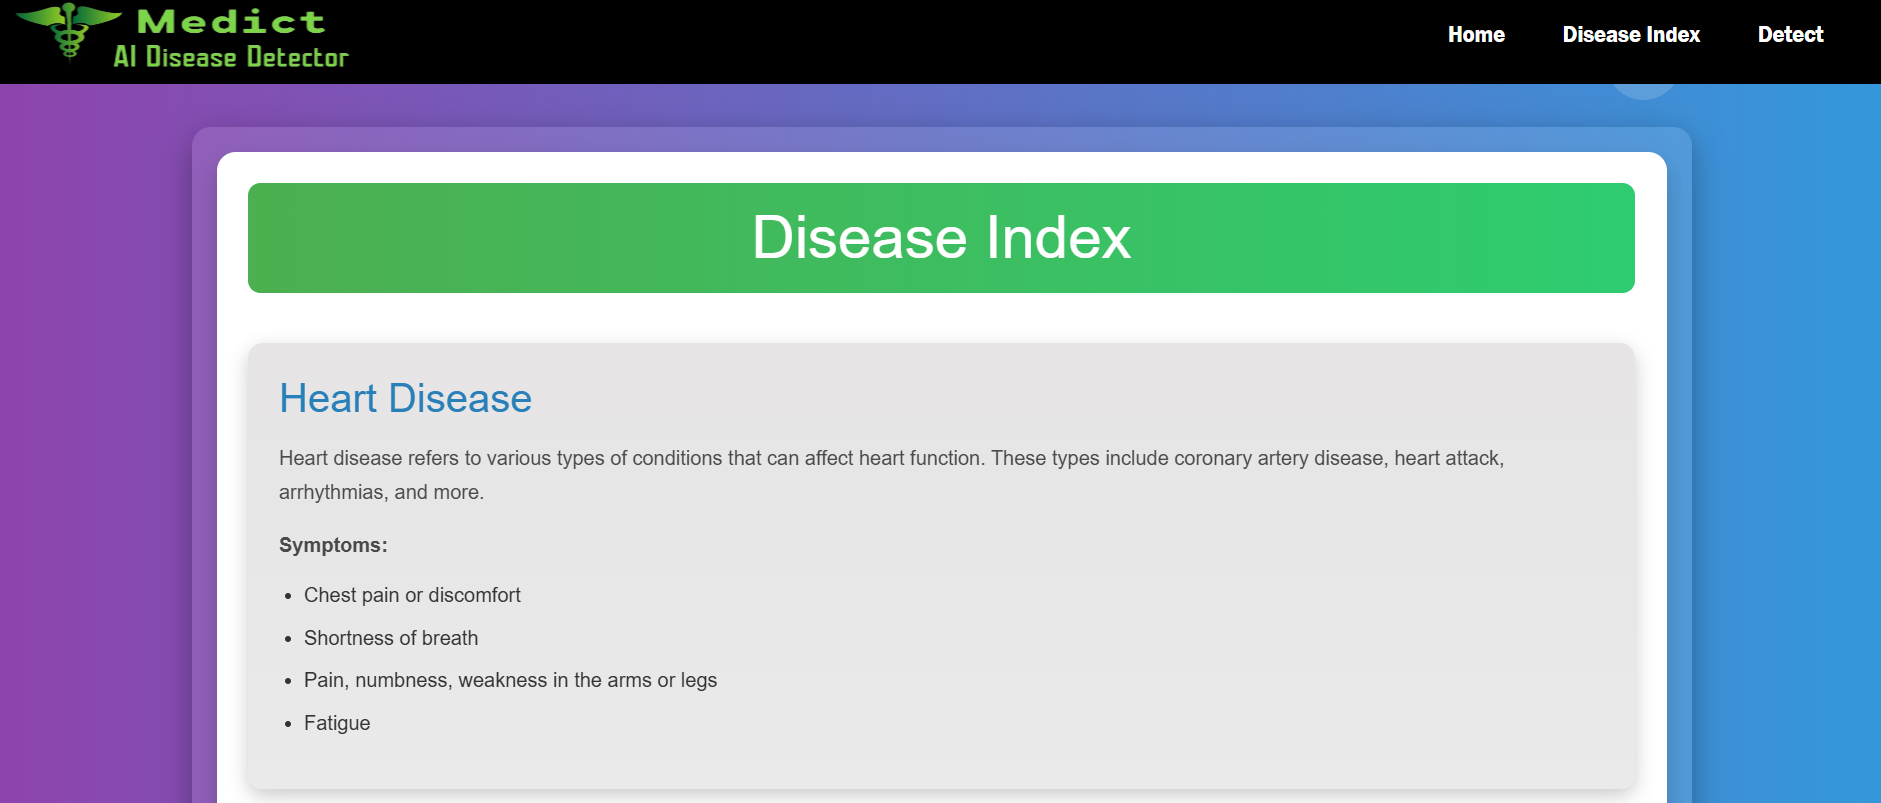 Medict
AI Disease Detector
Home
Disease Index
Detect
Disease Index
Heart Disease
Heart disease refers to various types of conditions that can affect heart function. These types include coronary artery disease, heart attack,
arrhythmias, and more.
Symptoms:
• Chest pain or discomfort
• Shortness of breath
• Pain, numbness, weakness in the arms or legs
• Fatigue